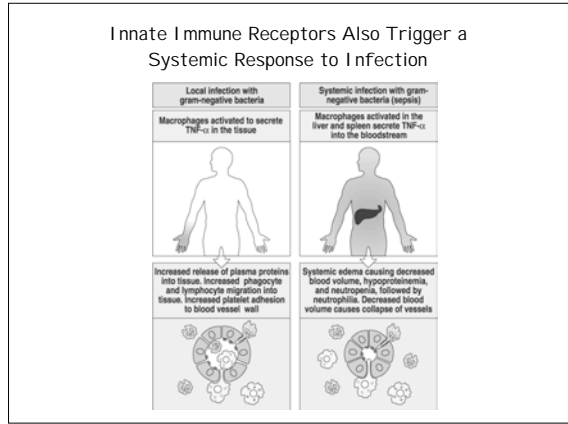 Innate Immune Receptors Also Trigger a
Systemic Response to Infection
Local infection with
gram-negative bacteria
Macrophages activated to secrete
TNF-α in the tissue
Increased release of plasma proteins
into tissue. Increased phagocyte
and lymphocyte migration into
tissue. Increased platelet adhesion
to blood vessel wall
Systemic infection with gram-
negative bacteria (sepsis)
Macrophages activated in the
liver and spleen secrete TNF-α
into the bloodstream
Systemic edema causing decreased
blood volume, hypoproteinemia,
and neutropenia, followed by
neutrophilia. Decreased blood
volume causes collapse of vessels